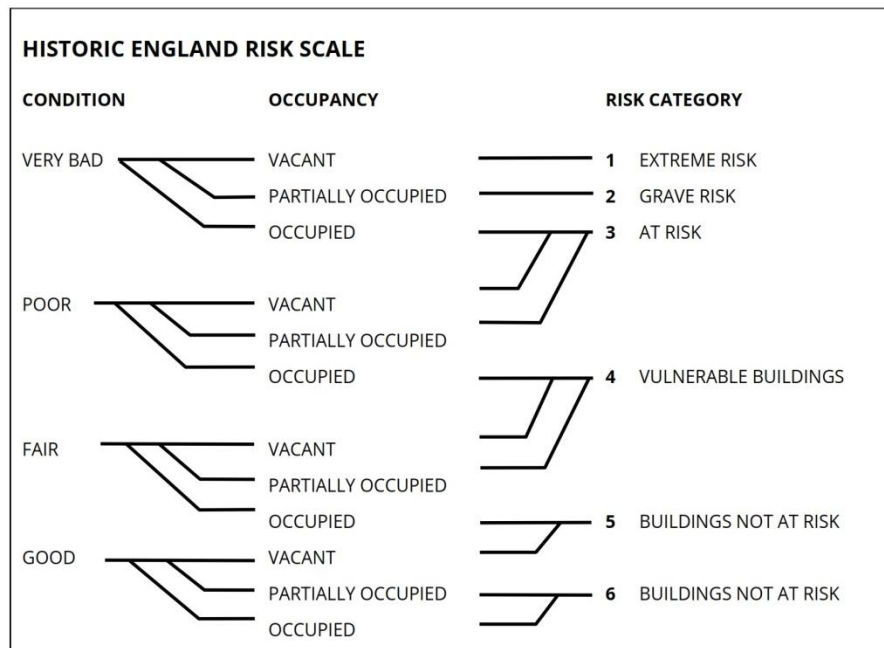 HISTORIC ENGLAND RISK SCALE
CONDITION OCCUPANCY RISK CATEGORY
VERY BAD VACANT 1 EXTREME RISK
PARTIALLY OCCUPIED 2 GRAVE RISK
OCCUPIED 3 AT RISK
POOR VACANT
PARTIALLY OCCUPIED
OCCUPIED 4 VULNERABLE BUILDINGS
FAIR VACANT
PARTIALLY OCCUPIED
OCCUPIED 5 BUILDINGS NOT AT RISK
GOOD VACANT
PARTIALLY OCCUPIED 6 BUILDINGS NOT AT RISK
OCCUPIED